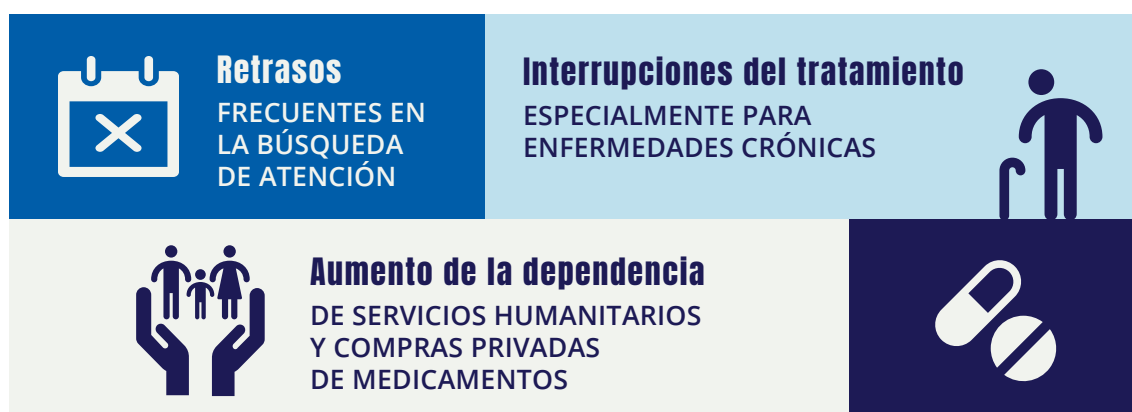 Retrasos
FRECUENTES EN
LA BÚSQUEDA
DE ATENCIÓN
Interrupciones del tratamiento
ESPECIALMENTE PARA
ENFERMEDADES CRÓNICAS
Aumento de la dependencia
DE SERVICIOS HUMANITARIOS
Y COMPRAS PRIVADAS
DE MEDICAMENTOS